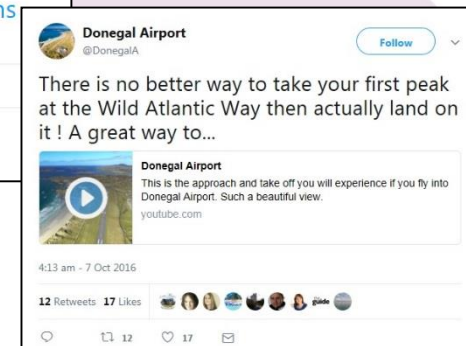 ns
Donegal Airport
@DonegalA
Follow
There is no better way to take your first peak
at the Wild Atlantic Way then actually land on
it ! A great way to...
Donegal Airport
This is the approach and take off you will experience if you fly into
Donegal Airport. Such a beautiful view.
youtube.com
4:13 am - 7 Oct 2016
12 Retweets 17 Likes
guide
12 17